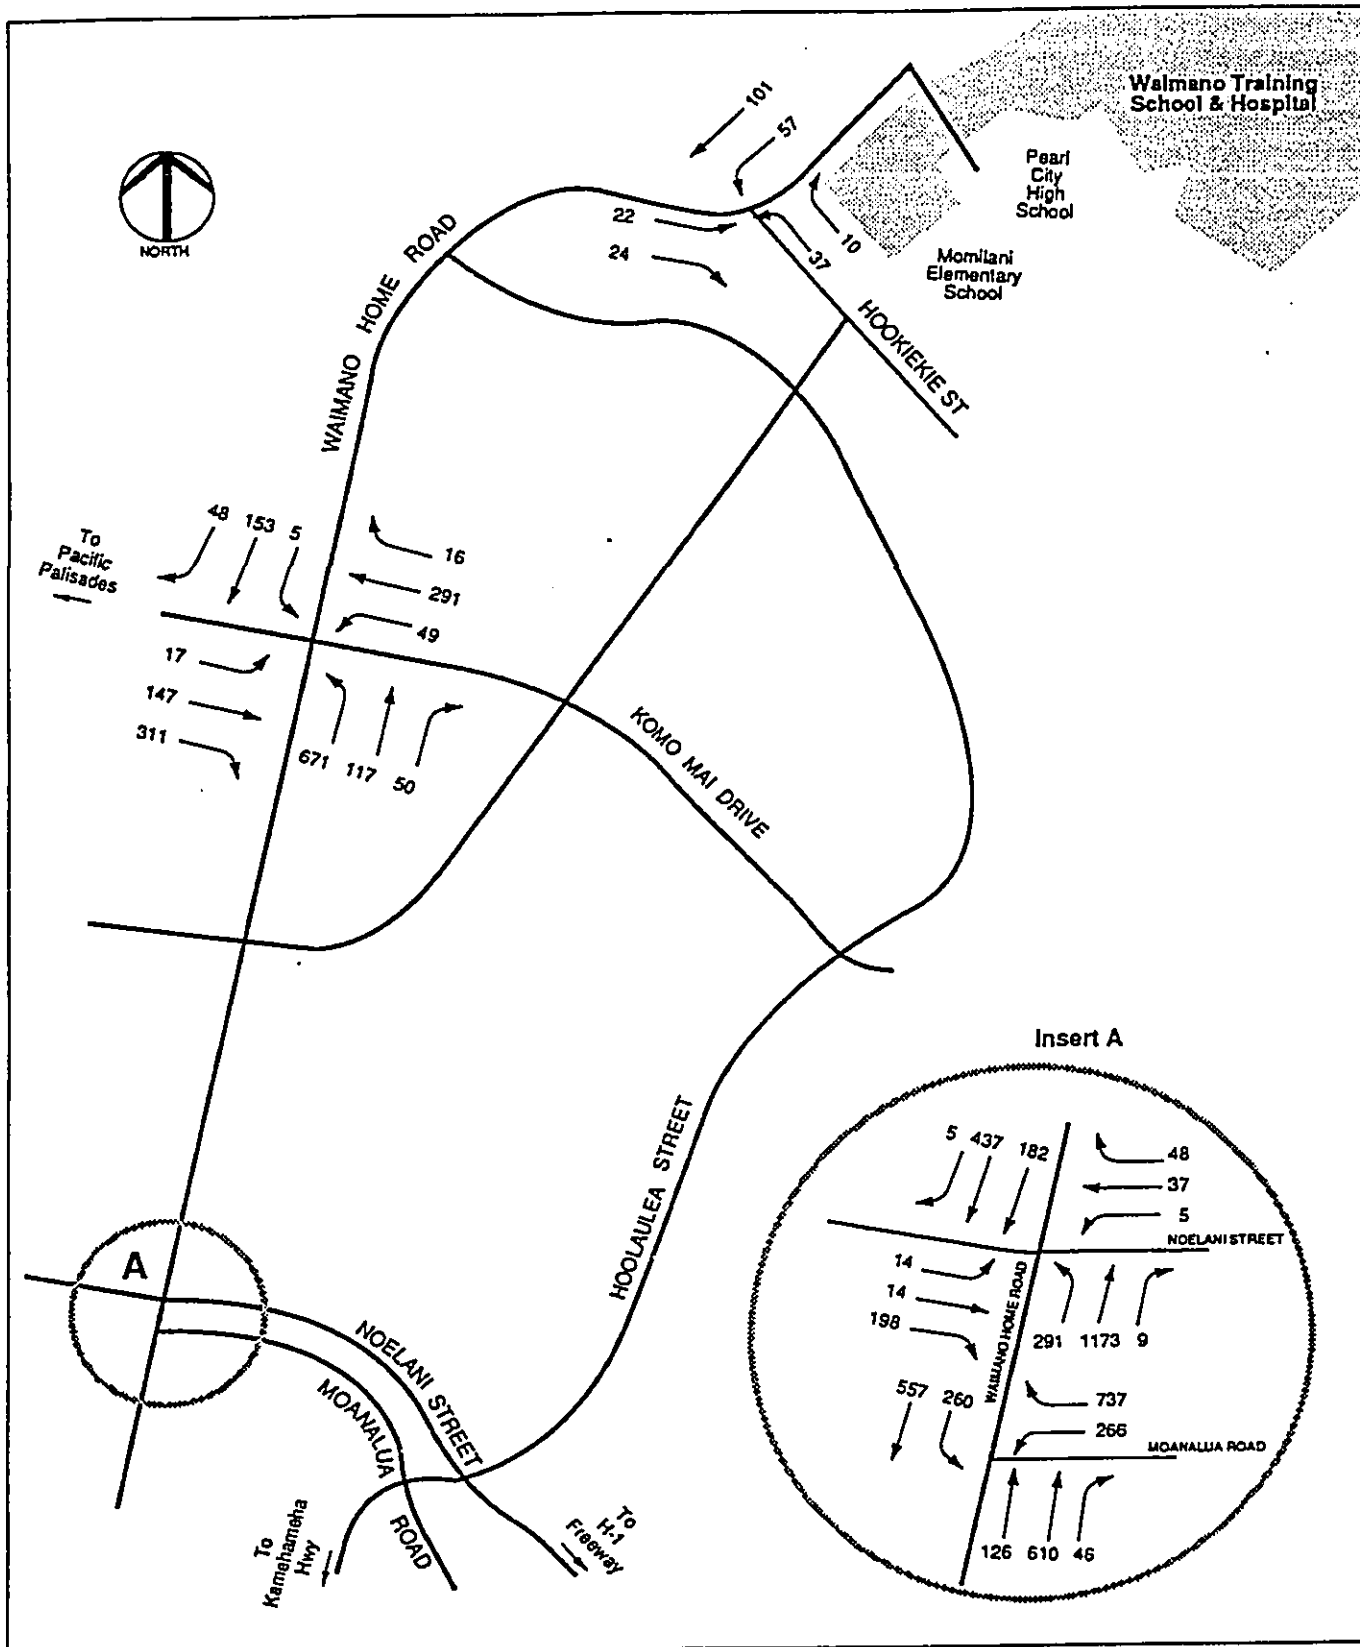 Waimano Training
School & Hospital
Pearl
City
High
School
Momilani
Elementary
School
NORTH
101
57
22
24
37
10
WAIMANO HOME ROAD
HOOKIEKIE ST
To
Pacific
Palisades
48 153 5
16
291
49
17
147
311
671 117 50
KOMO MAI DRIVE
HOOLAULEA STREET
A
NOELANI STREET
MOANALUA ROAD
To
Kamehameha
Hwy
To
H-1
Freeway
Insert A
5 437 182
48
37
5
NOELANI STREET
14
14
198
WAIMANO HOME ROAD
291 1173 9
557 260
737
266
MOANALUA ROAD
126 610 46